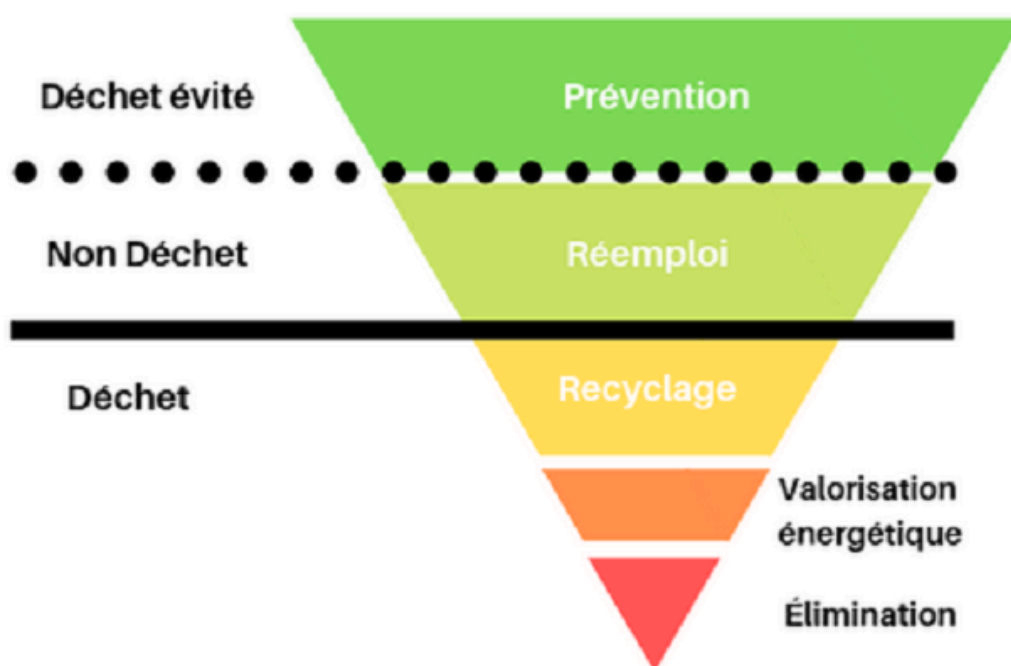 Déchet évité
Prévention
Non Déchet
Réemploi
Déchet
Recyclage
Valorisation
énergétique
Élimination